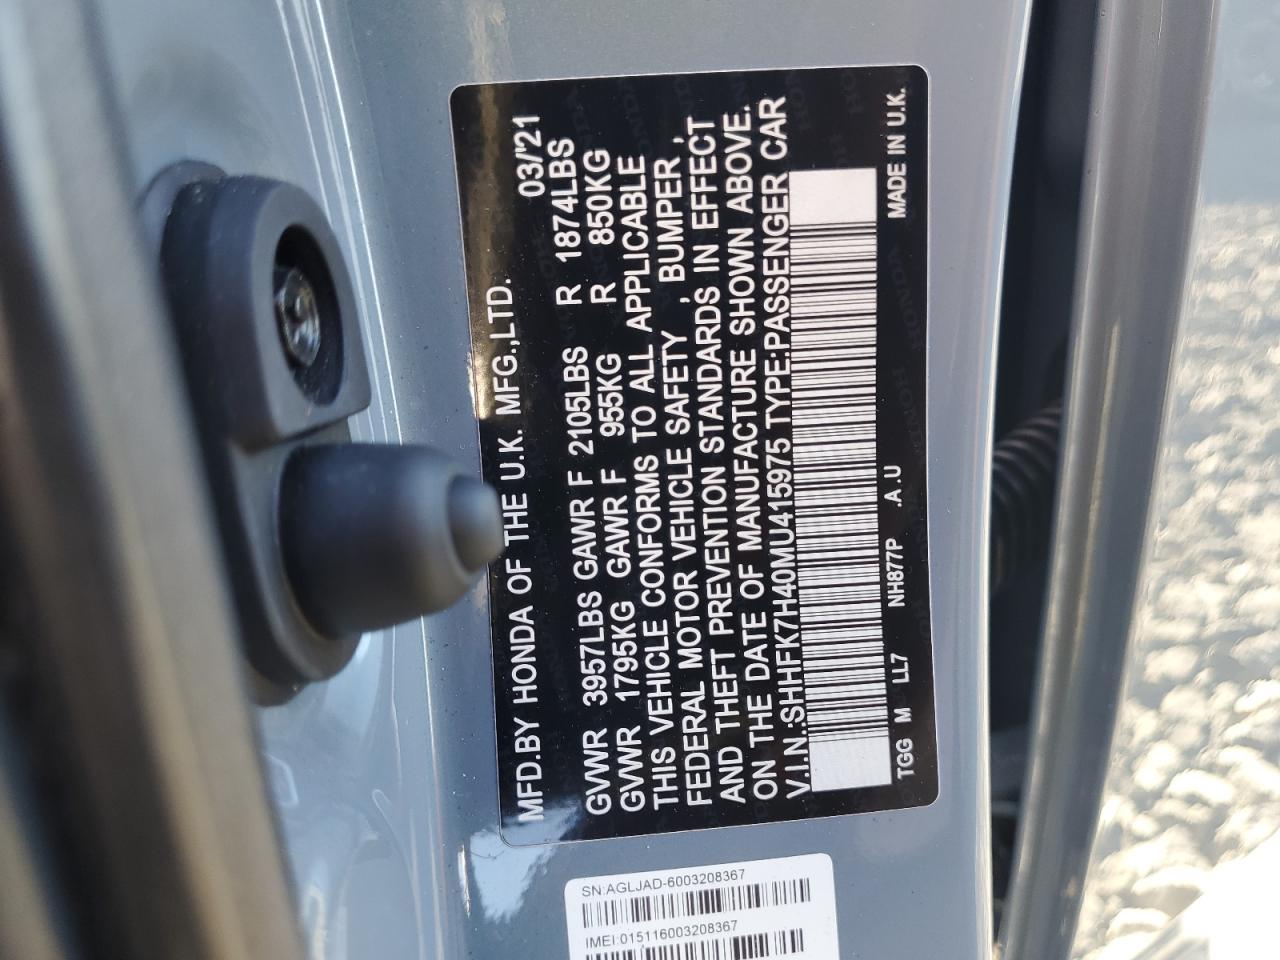 MFD.BY HONDA OF THE U.K. MFG.,LTD. 03/'21
GVWR 3957LBS GAWR F 2105LBS R 1874LBS
GVWR 1795KG GAWR F 955KG R 850KG
THIS VEHICLE CONFORMS TO ALL APPLICABLE
FEDERAL MOTOR VEHICLE SAFETY , BUMPER ,
AND THEFT PREVENTION STANDARDS IN EFFECT
ON THE DATE OF MANUFACTURE SHOWN ABOVE.
V.I.N.:SHHFK7H40MU415975 TYPE:PASSENGER CAR
TGG M LL7 NH877P .A.U MADE IN U.K.
SN:AGLJAD-6003208367
IMEI:015116003208367